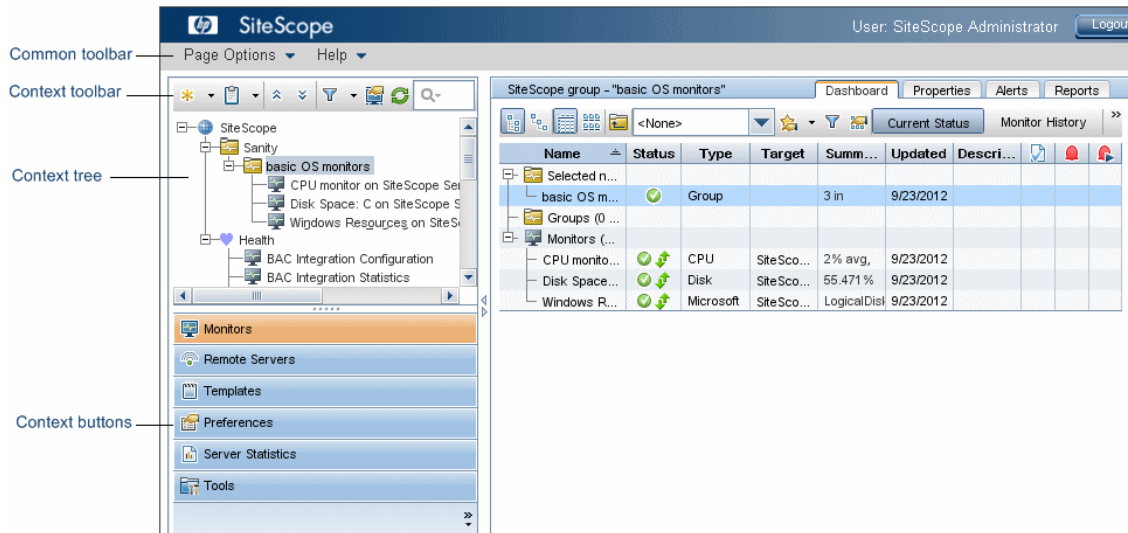 hp SiteScope
User: SiteScope Administrator Logout
Common toolbar
Page Options Help
Context toolbar
SiteScope
Sanity
basic OS monitors
Context tree
CPU monitor on SiteScope Ser
Disk Space: C on SiteScope S
Windows Resources on SiteSc
Health
BAC Integration Configuration
BAC Integration Statistics
Monitors
Remote Servers
Templates
Context buttons
Preferences
Server Statistics
Tools
SiteScope group - "basic OS monitors" Dashboard Properties Alerts Reports
<None> Current Status Monitor History
Name Status Type Target Summ... Updated Descri...
Selected n...
basic OS m... Group 3 in 9/23/2012
Groups (0 ...
Monitors (...
CPU monito... CPU SiteSco... 2% avg, 9/23/2012
Disk Space... Disk SiteSco... 55.471% 9/23/2012
Windows R... Microsoft SiteSco... LogicalDisk 9/23/2012